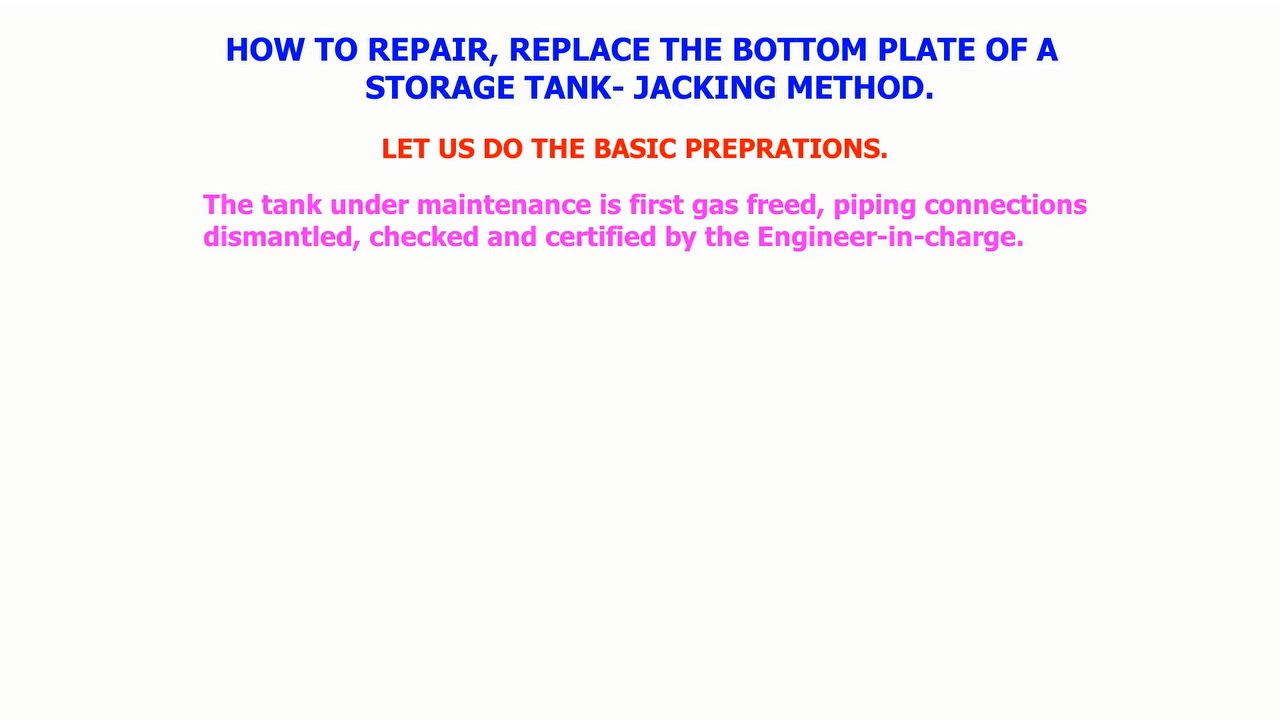 HOW TO REPAIR, REPLACE THE BOTTOM PLATE OF A
STORAGE TANK- JACKING METHOD.
LET US DO THE BASIC PREPRATIONS.
The tank under maintenance is first gas freed, piping connections
dismantled, checked and certified by the Engineer-in-charge.